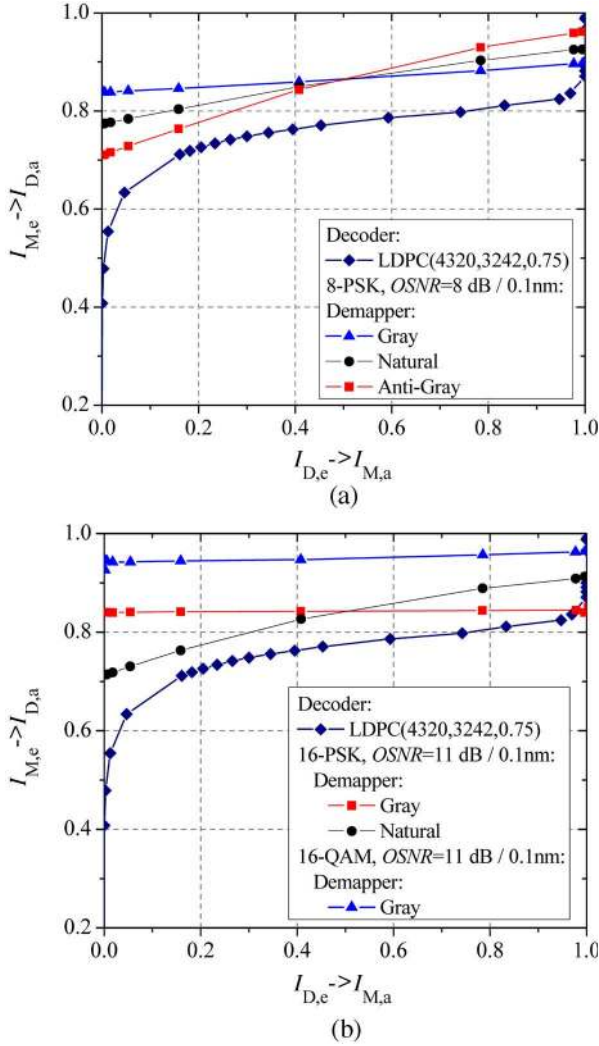 1.0
0.8
0.6
0.4
0.2
I_M,e->I_D,a
Decoder:
LDPC(4320,3242,0.75)
8-PSK, OSNR=8 dB / 0.1nm:
Demapper:
Gray
Natural
Anti-Gray
0.0 0.2 0.4 0.6 0.8 1.0
I_D,e->I_M,a
(a)
1.0
0.8
0.6
0.4
0.2
I_M,e->I_D,a
Decoder:
LDPC(4320,3242,0.75)
16-PSK, OSNR=11 dB / 0.1nm:
Demapper:
Gray
Natural
16-QAM, OSNR=11 dB / 0.1nm:
Demapper:
Gray
0.0 0.2 0.4 0.6 0.8 1.0
I_D,e->I_M,a
(b)